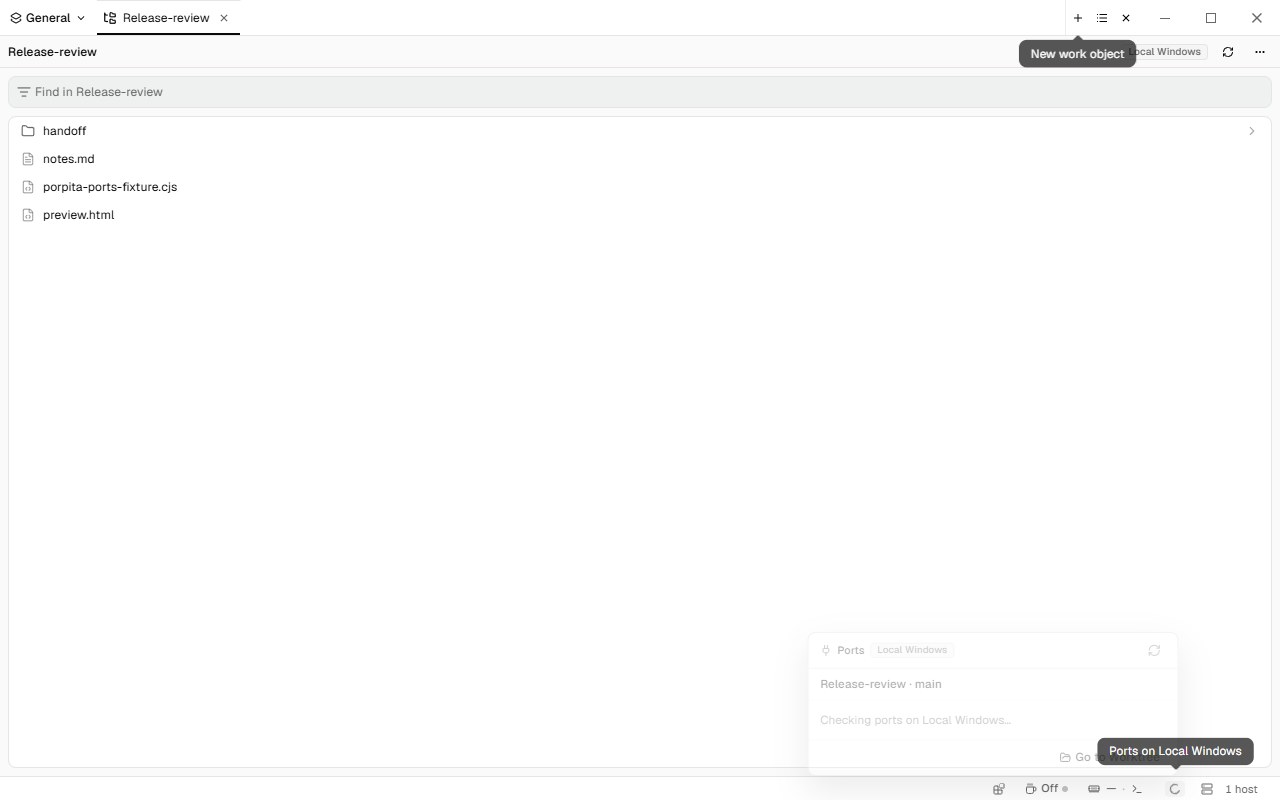 General
Release-review
Release-review
New work object
Local Windows
Find in Release-review
handoff
notes.md
porpita-ports-fixture.cjs
preview.html
Ports
Local Windows
Release-review · main
Checking ports on Local Windows…
Go to
Ports on Local Windows
Off
— ·
1 host